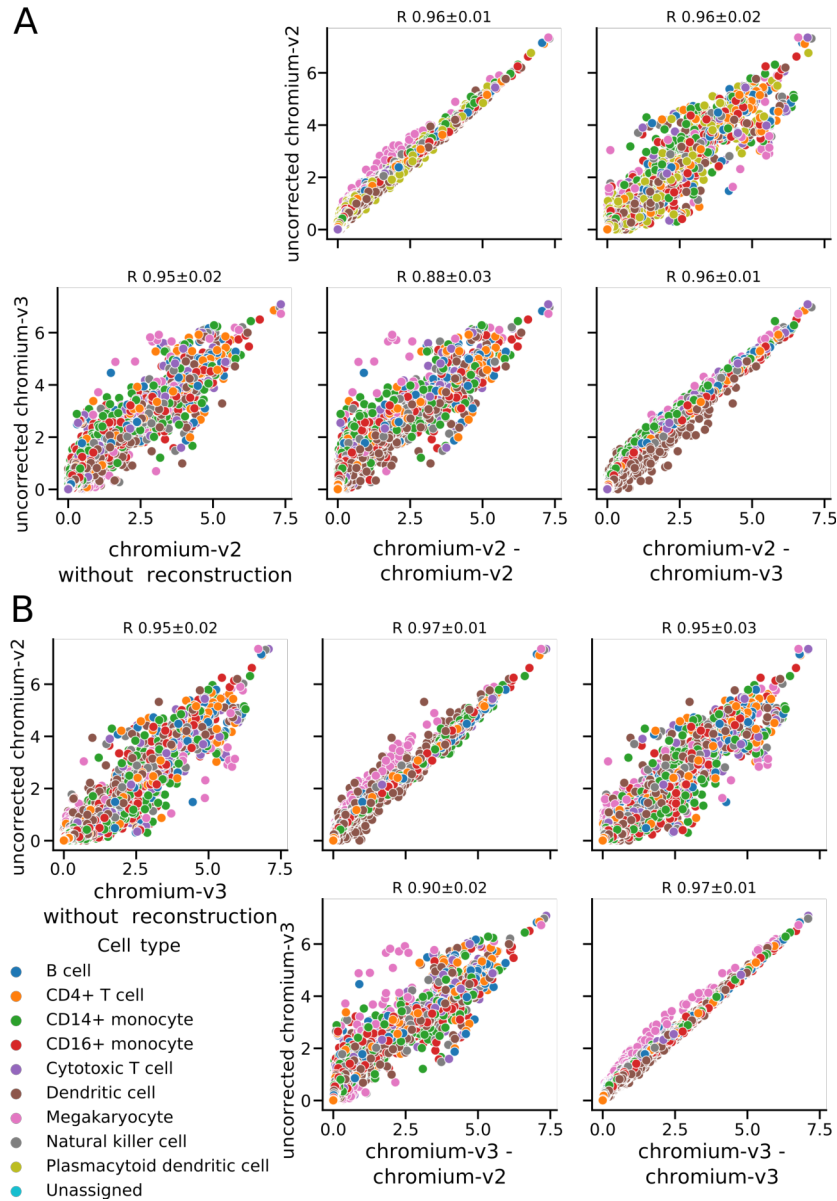 A
R 0.96±0.01
R 0.96±0.02
uncorrected chromium-v2
6
4
2
0
R 0.95±0.02
R 0.88±0.03
R 0.96±0.01
uncorrected chromium-v3
6
4
2
0
0.0 2.5 5.0 7.5
0.0 2.5 5.0 7.5
0.0 2.5 5.0 7.5
chromium-v2
without reconstruction
chromium-v2 -
chromium-v2
chromium-v2 -
chromium-v3
B
R 0.95±0.02
R 0.97±0.01
R 0.95±0.03
uncorrected chromium-v2
6
4
2
0
0.0 2.5 5.0 7.5
chromium-v3
without reconstruction
R 0.90±0.02
R 0.97±0.01
uncorrected chromium-v3
6
4
2
0
0.0 2.5 5.0 7.5
0.0 2.5 5.0 7.5
chromium-v3 -
chromium-v2
chromium-v3 -
chromium-v3
Cell type
B cell
CD4+ T cell
CD14+ monocyte
CD16+ monocyte
Cytotoxic T cell
Dendritic cell
Megakaryocyte
Natural killer cell
Plasmacytoid dendritic cell
Unassigned